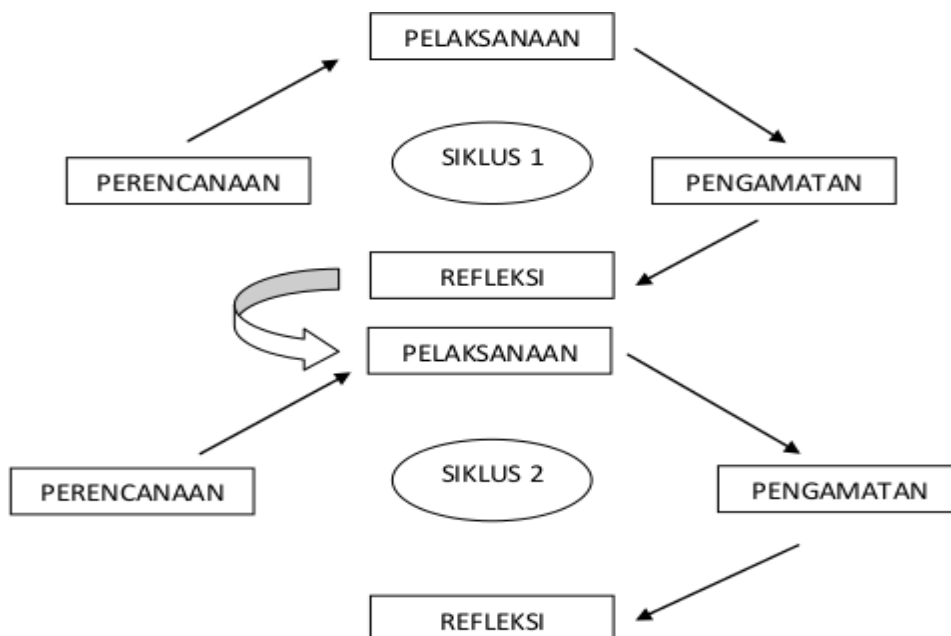 PELAKSANAAN
SIKLUS 1
PERENCANAAN
PENGAMATAN
REFLEKSI
PELAKSANAAN
SIKLUS 2
PERENCANAAN
PENGAMATAN
REFLEKSI